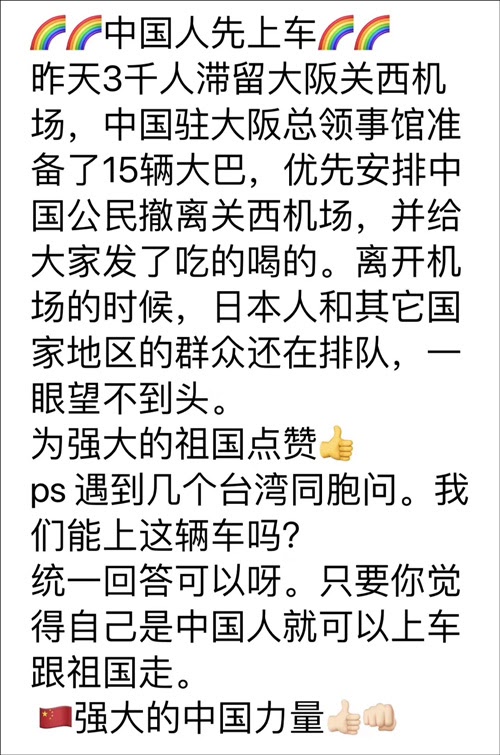 🌈🌈中国人先上车🌈🌈
昨天3千人滞留大阪关西机
场，中国驻大阪总领事馆准
备了15辆大巴，优先安排中
国公民撤离关西机场，并给
大家发了吃的喝的。离开机
场的时候，日本人和其它国
家地区的群众还在排队，一
眼望不到头。
为强大的祖国点赞👍
ps 遇到几个台湾同胞问。我
们能上这辆车吗？
统一回答可以呀。只要你觉
得自己是中国人就可以上车
跟祖国走。
🇨🇳强大的中国力量👍🏻👊🏻